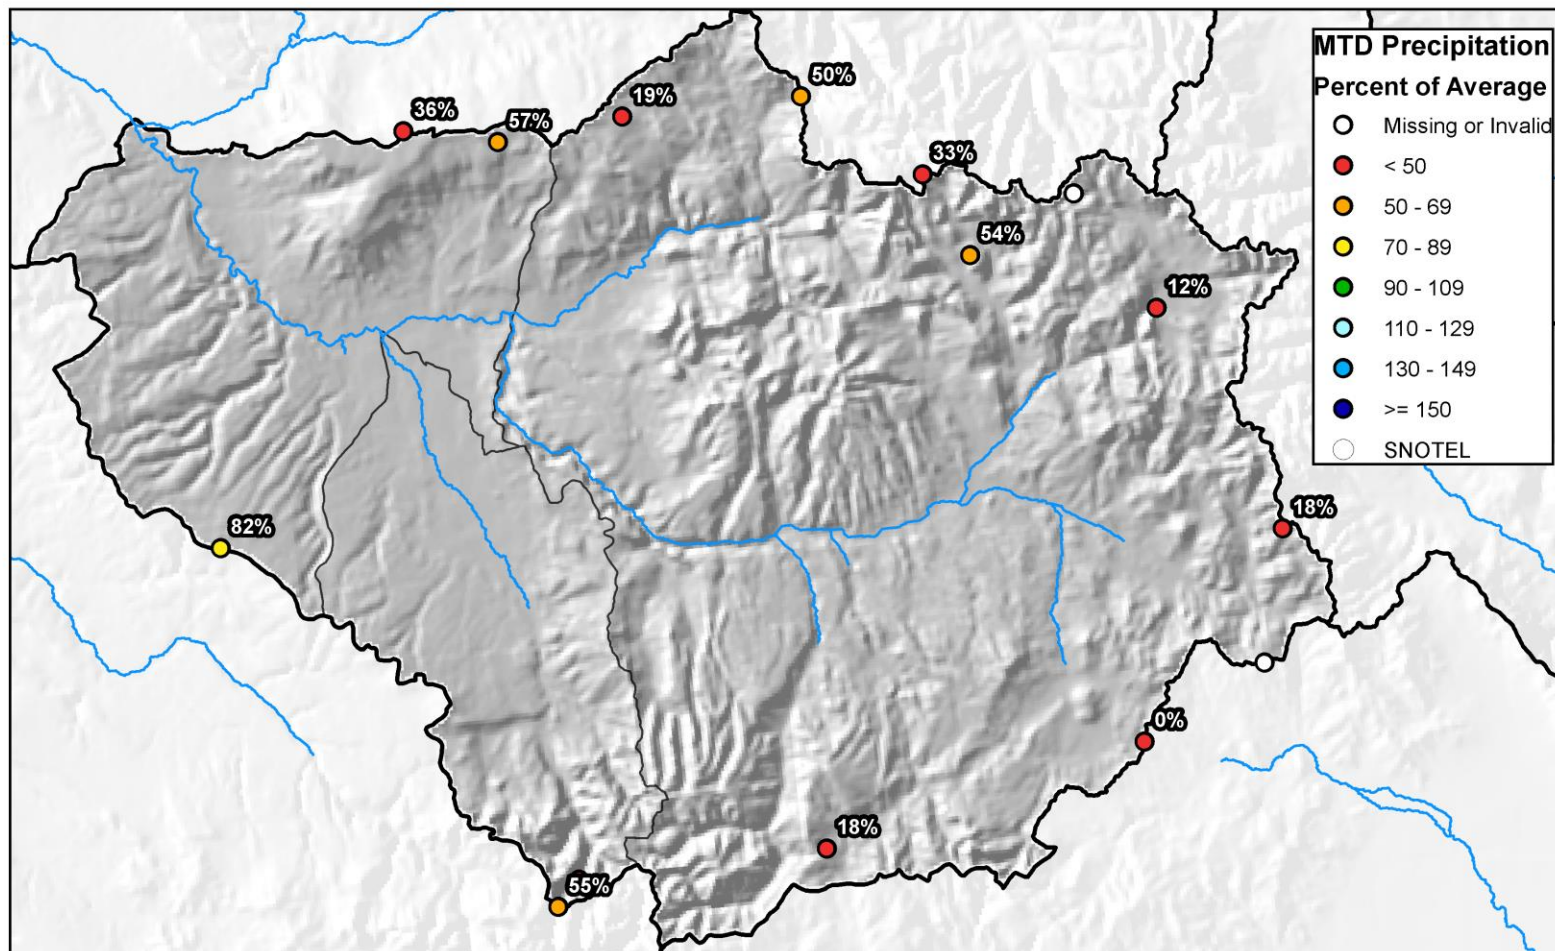 MTD Precipitation
Percent of Average
Missing or Invalid
< 50
50 - 69
70 - 89
90 - 109
110 - 129
130 - 149
>= 150
SNOTEL
50%
19%
36%
57%
33%
54%
12%
82%
18%
0%
18%
55%